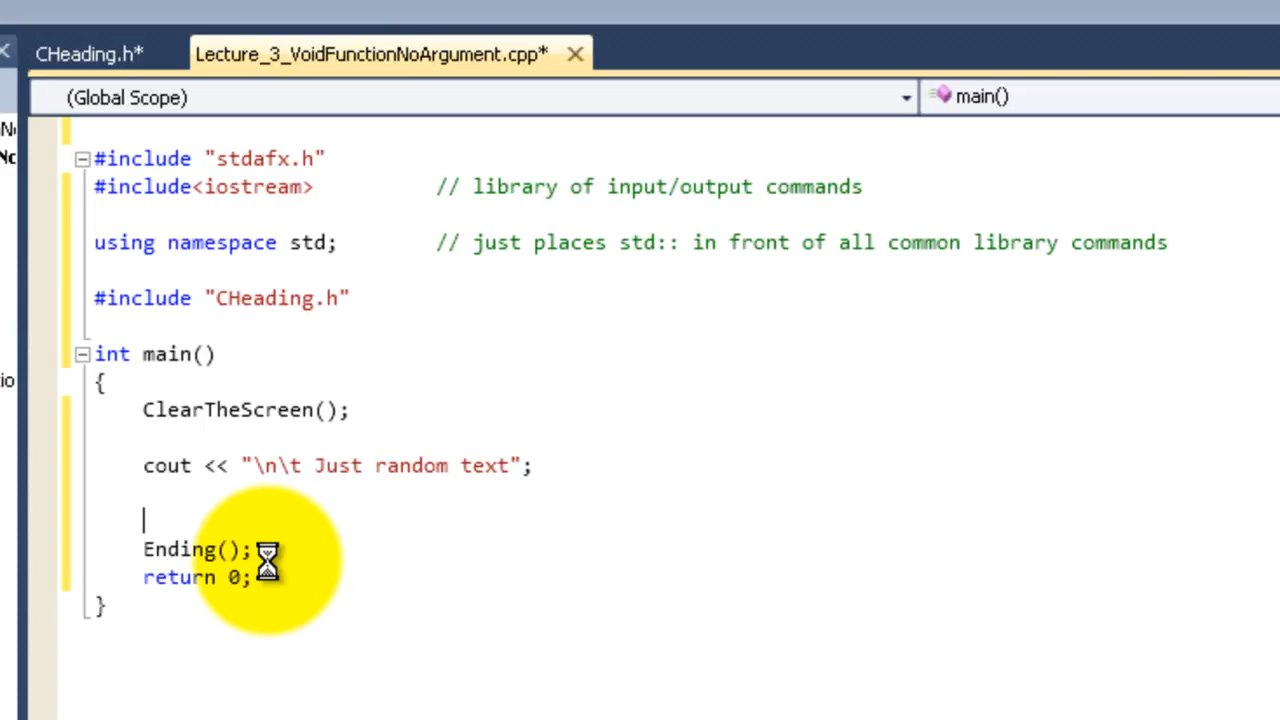 CHeading.h*
Lecture_3_VoidFunctionNoArgument.cpp*
(Global Scope)
main()
#include "stdafx.h"
#include<iostream> // library of input/output commands
using namespace std; // just places std:: in front of all common library commands
#include "CHeading.h"
int main()
{
ClearTheScreen();
cout << "\n\t Just random text";
Ending();
return 0;
}